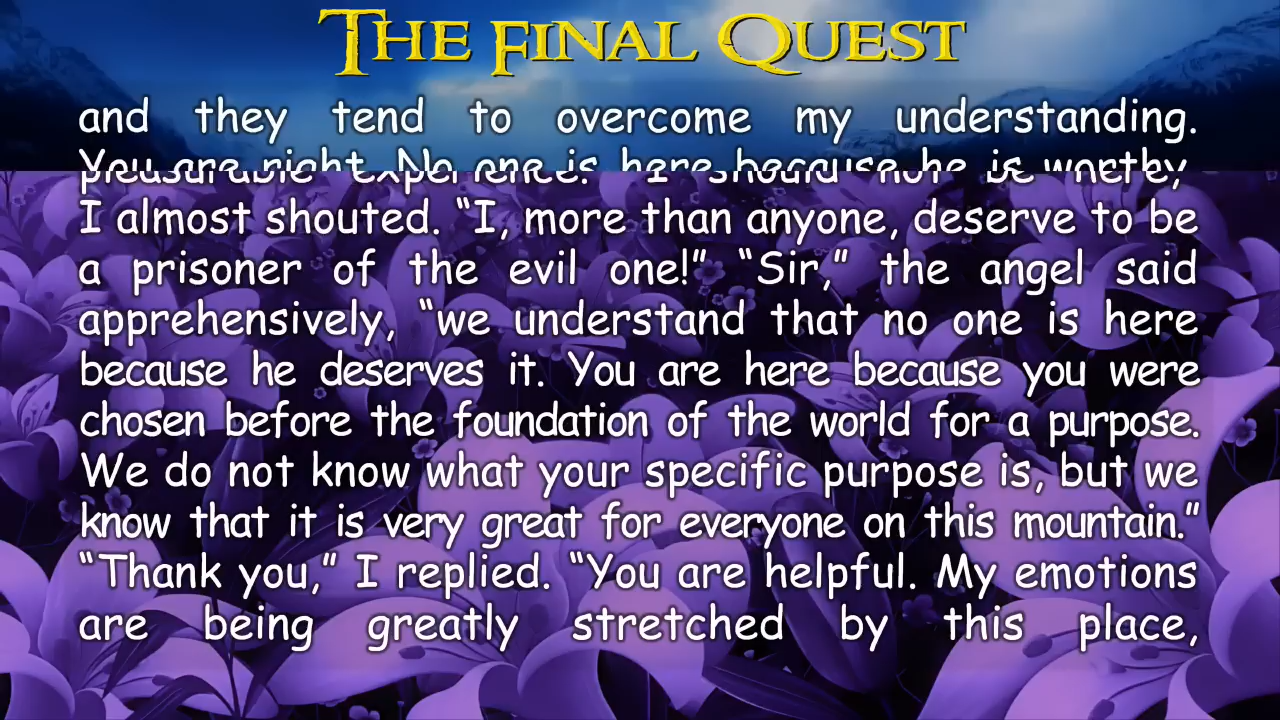 THE FINAL QUEST
and they tend to overcome my understanding.
I almost shouted. “I, more than anyone, deserve to be
a prisoner of the evil one!” “Sir,” the angel said
apprehensively, “we understand that no one is here
because he deserves it. You are here because you were
chosen before the foundation of the world for a purpose.
We do not know what your specific purpose is, but we
know that it is very great for everyone on this mountain.”
“Thank you,” I replied. “You are helpful. My emotions
are being greatly stretched by this place,